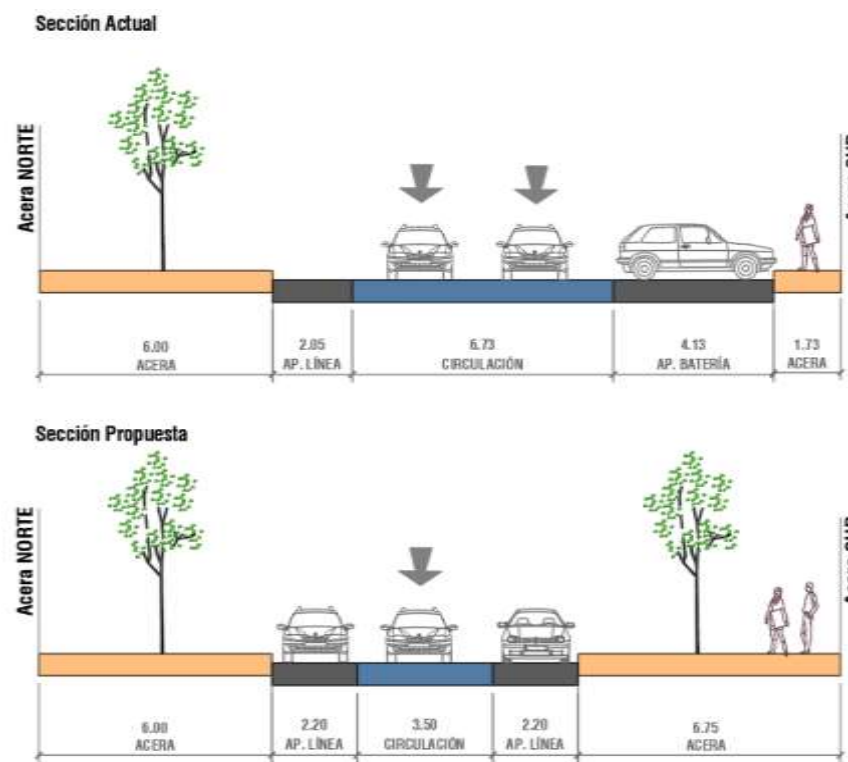 Sección Actual
Acera NORTE
6.00
ACERA
2.05
AP. LÍNEA
6.73
CIRCULACIÓN
4.13
AP. BATERÍA
1.73
ACERA
Sección Propuesta
Acera NORTE
6.00
ACERA
2.20
AP. LÍNEA
3.50
CIRCULACIÓN
2.20
AP. LÍNEA
6.75
ACERA